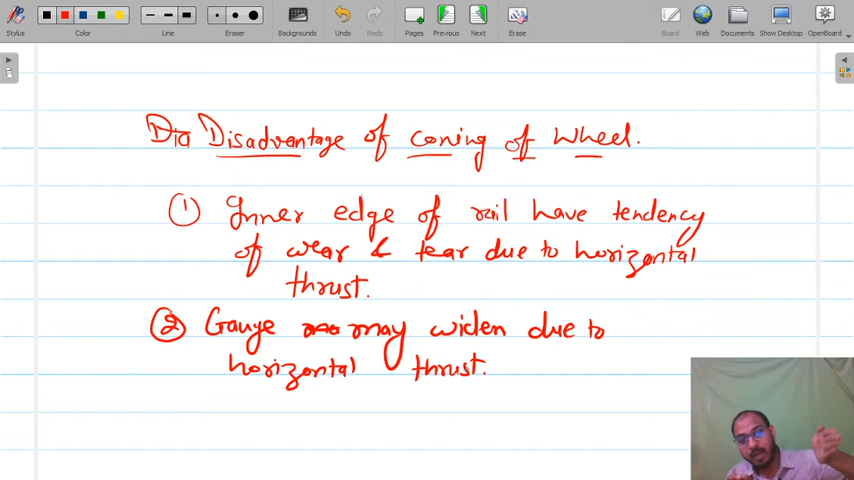 Stylus
Color
Line
Eraser
Backgrounds
Undo
Redo
Pages
Previous
Next
Erase
Board
Web
Documents
Show Desktop
OpenBoard
Disadvantage of coning of wheel.
① Inner edge of rail have tendency
of wear & tear due to horizontal
thrust.
② Gauge may widen due to
horizontal thrust.